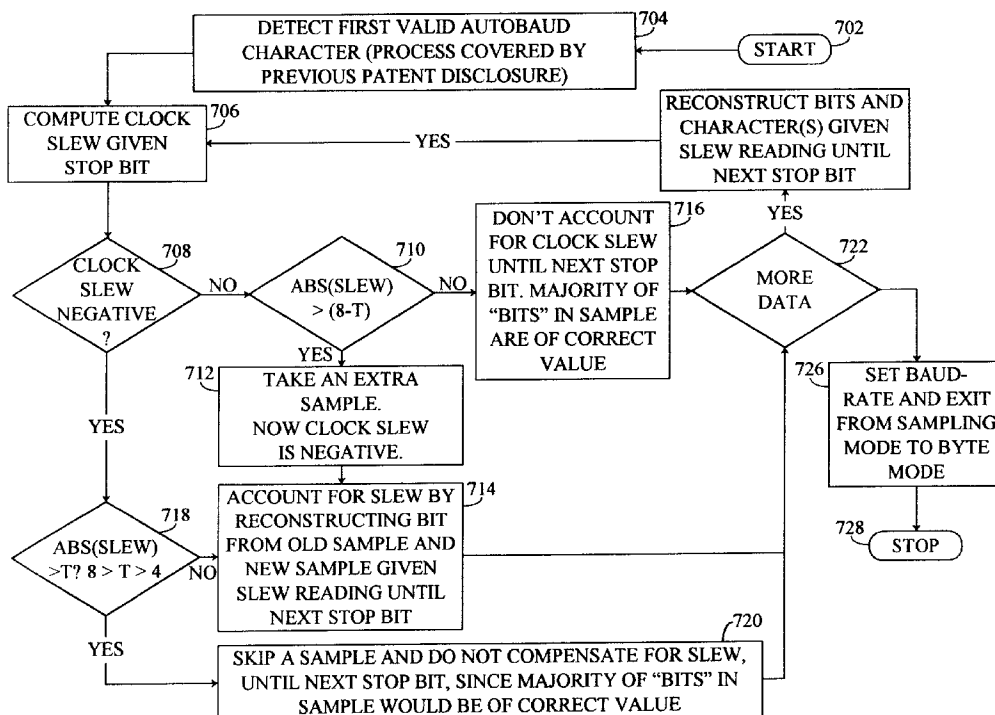 702
START
704
DETECT FIRST VALID AUTOBAUD
CHARACTER (PROCESS COVERED BY
PREVIOUS PATENT DISCLOSURE)
706
COMPUTE CLOCK
SLEW GIVEN
STOP BIT
YES
RECONSTRUCT BITS AND
CHARACTER(S) GIVEN
SLEW READING UNTIL
NEXT STOP BIT
YES
708
CLOCK
SLEW
NEGATIVE
?
NO
710
ABS(SLEW)
> (8-T)
NO
716
DON'T ACCOUNT
FOR CLOCK SLEW
UNTIL NEXT STOP
BIT. MAJORITY OF
“BITS” IN SAMPLE
ARE OF CORRECT
VALUE
722
MORE
DATA
YES
712
TAKE AN EXTRA
SAMPLE.
NOW CLOCK SLEW
IS NEGATIVE.
726
SET BAUD-
RATE AND EXIT
FROM SAMPLING
MODE TO BYTE
MODE
YES
718
ABS(SLEW)
>T? 8 > T > 4
NO
714
ACCOUNT FOR SLEW BY
RECONSTRUCTING BIT
FROM OLD SAMPLE AND
NEW SAMPLE GIVEN
SLEW READING UNTIL
NEXT STOP BIT
728
STOP
YES
720
SKIP A SAMPLE AND DO NOT COMPENSATE FOR SLEW,
UNTIL NEXT STOP BIT, SINCE MAJORITY OF “BITS” IN
SAMPLE WOULD BE OF CORRECT VALUE